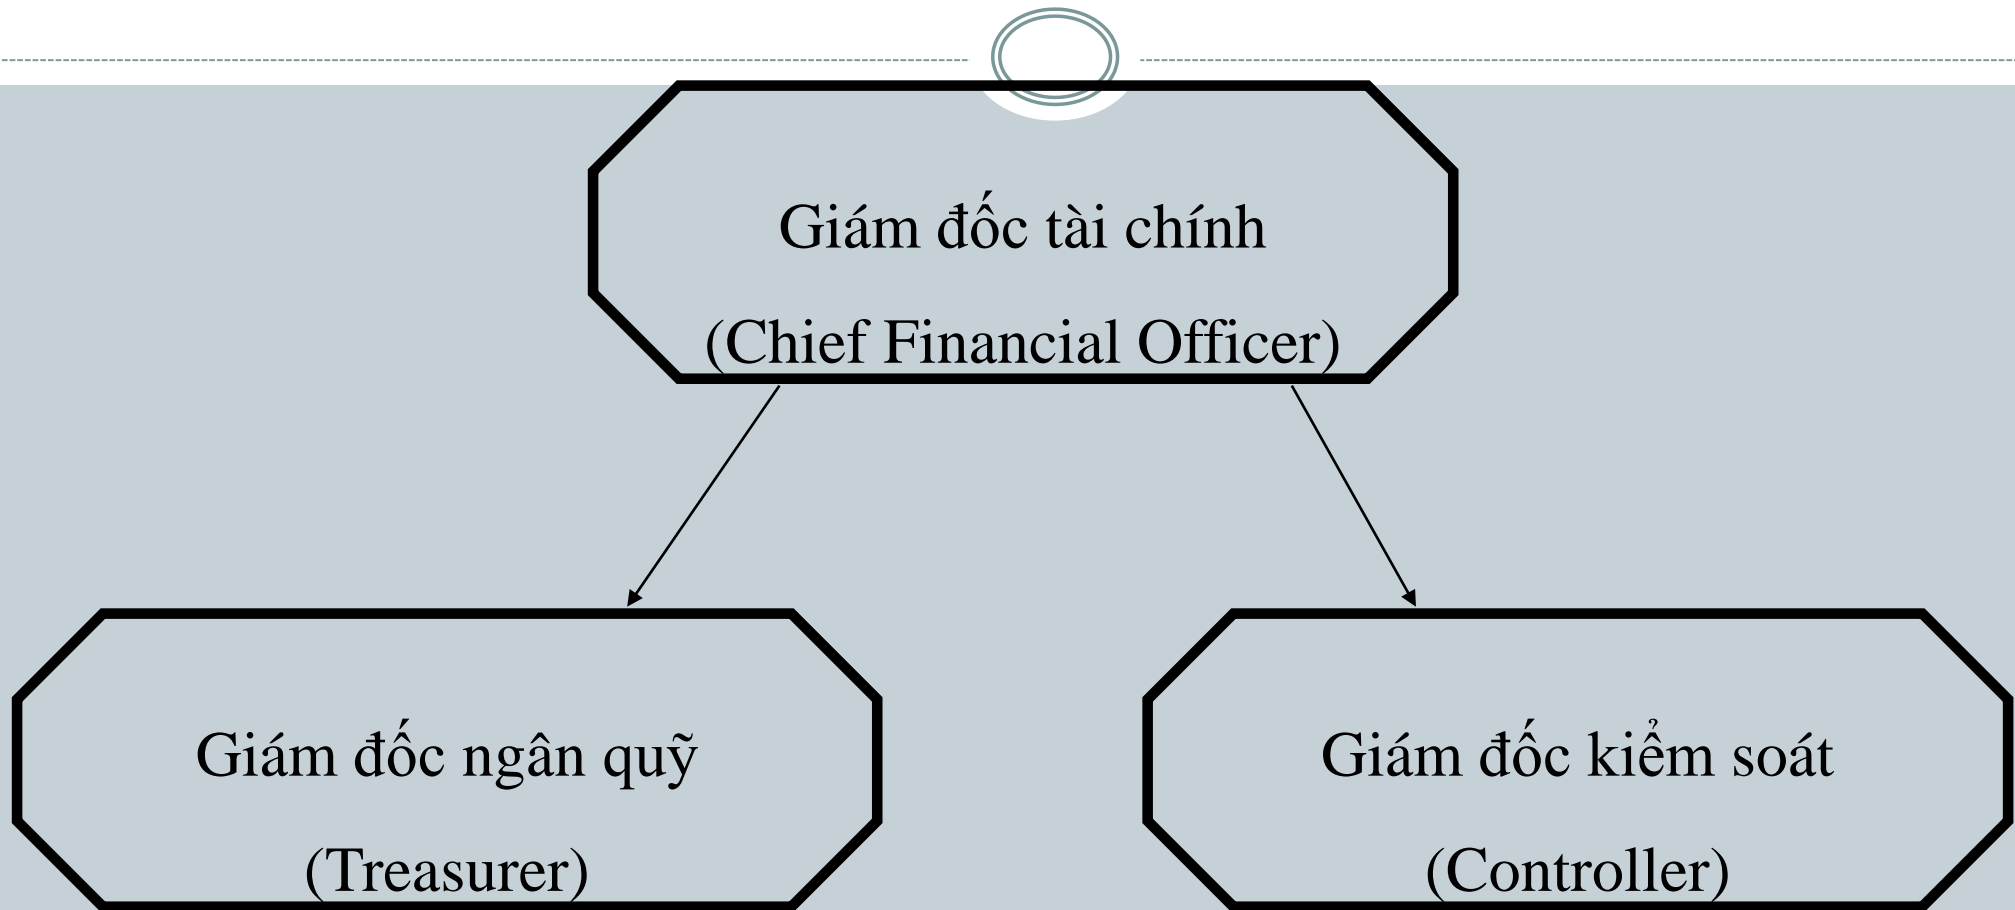 Giám đốc tài chính
(Chief Financial Officer)
Giám đốc ngân quỹ
(Treasurer)
Giám đốc kiểm soát
(Controller)